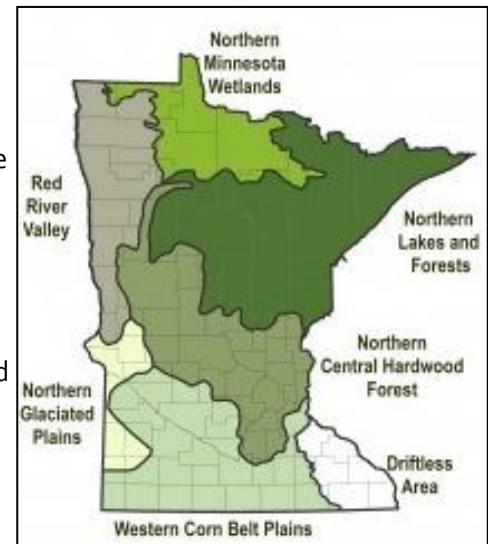 Northern
Minnesota
Wetlands
e
Red
River
Valley
Northern
Lakes and
Forests
Northern
Central Hardwood
Forest
d
Northern
Glaciated
Plains
Driftless
Area
Western Corn Belt Plains